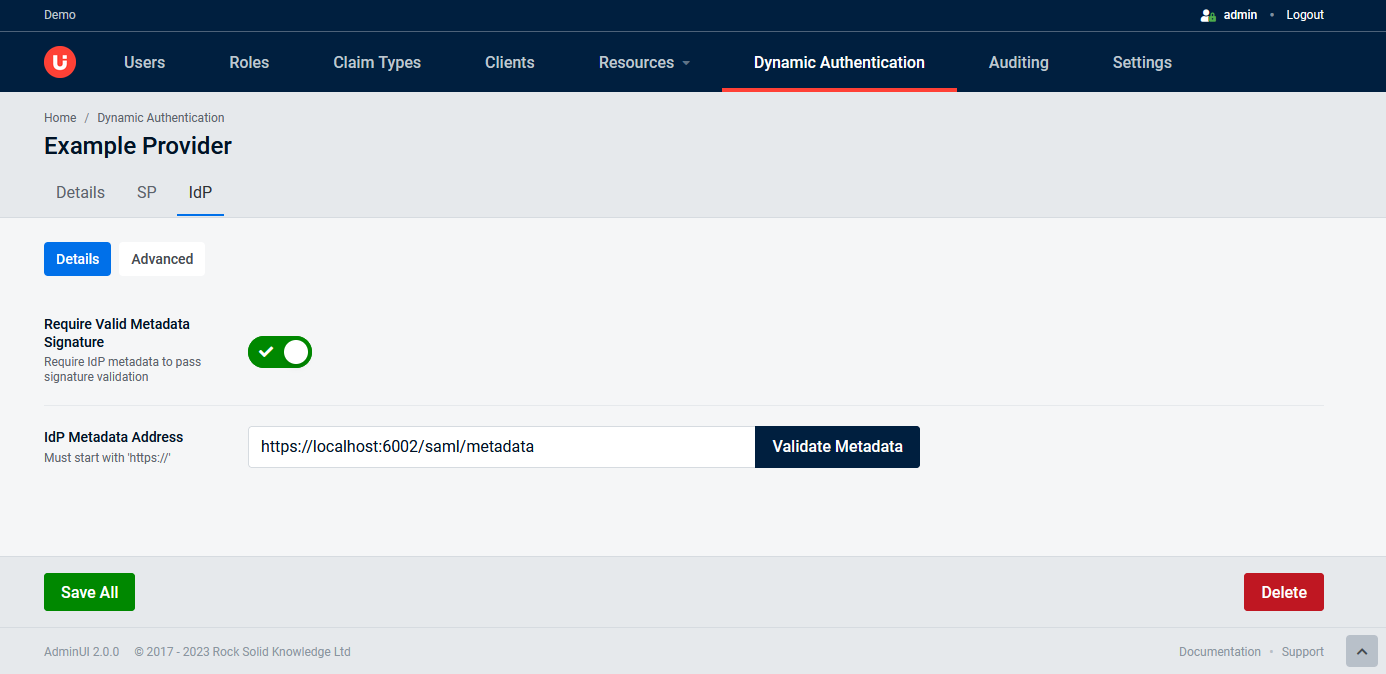 Demo
admin • Logout
Users Roles Claim Types Clients Resources Dynamic Authentication Auditing Settings
Home / Dynamic Authentication
Example Provider
Details SP IdP
Details Advanced
Require Valid Metadata
Signature
Require IdP metadata to pass
signature validation
IdP Metadata Address
Must start with 'https://'
https://localhost:6002/saml/metadata
Validate Metadata
Save All
Delete
AdminUI 2.0.0 © 2017 - 2023 Rock Solid Knowledge Ltd
Documentation • Support